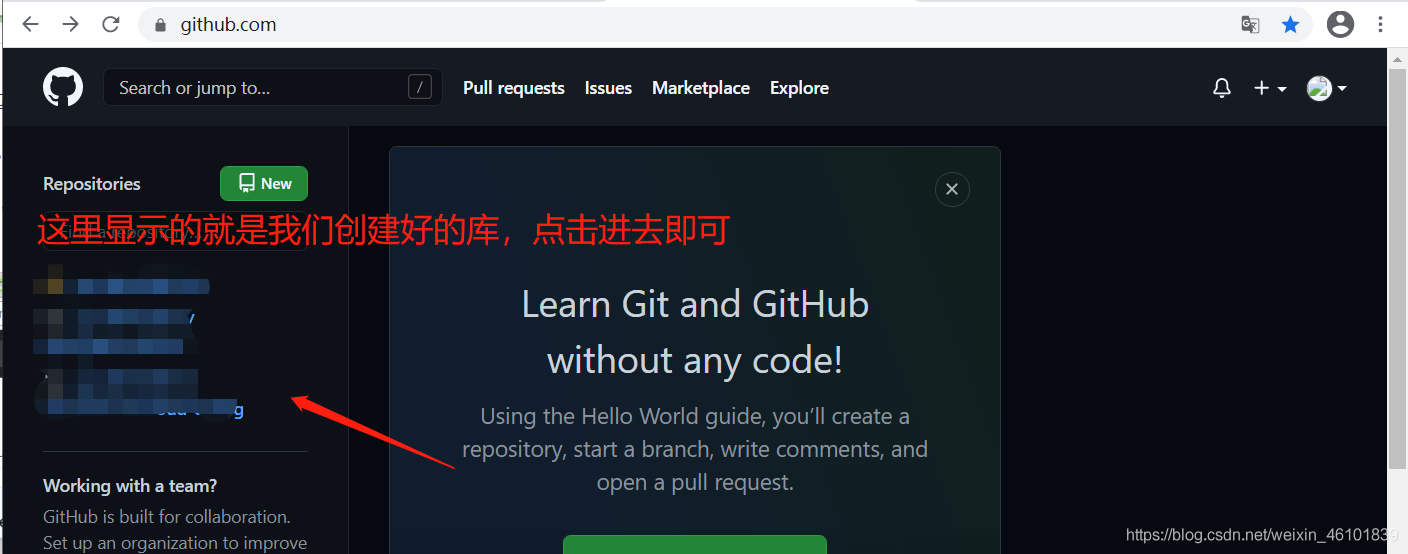 github.com
Search or jump to...
/
Pull requests
Issues
Marketplace
Explore
Repositories
New
这里显示的就是我们创建好的库，点击进去即可
Learn Git and GitHub
without any code!
Using the Hello World guide, you’ll create a
repository, start a branch, write comments, and
open a pull request.
Working with a team?
GitHub is built for collaboration.
Set up an organization to improve
https://blog.csdn.net/weixin_46101839